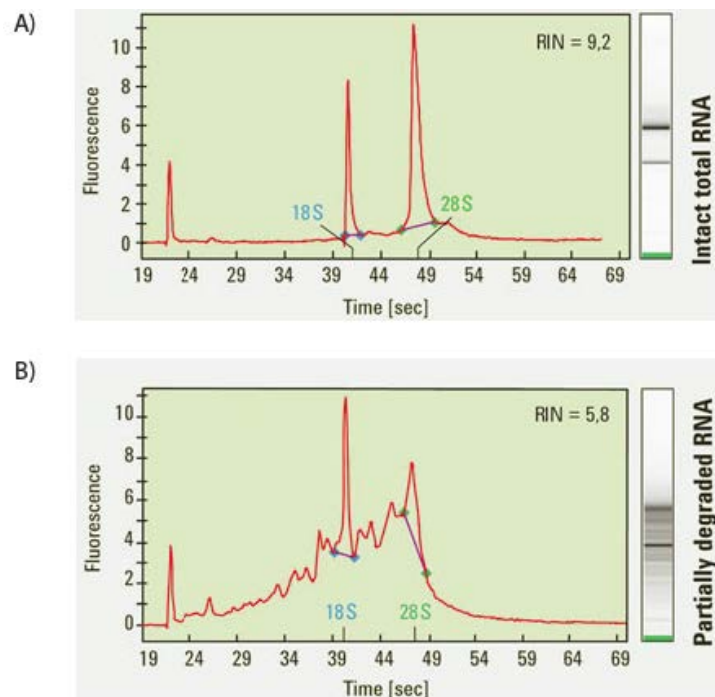 A)
RIN = 9,2
Fluorescence
10
8
6
4
2
0
18S
28S
19 24 29 34 39 44 49 54 59 64 69
Time [sec]
Intact total RNA
B)
RIN = 5,8
Fluorescence
10
8
6
4
2
0
18S
28S
19 24 29 34 39 44 49 54 59 64 69
Time [sec]
Partially degraded RNA